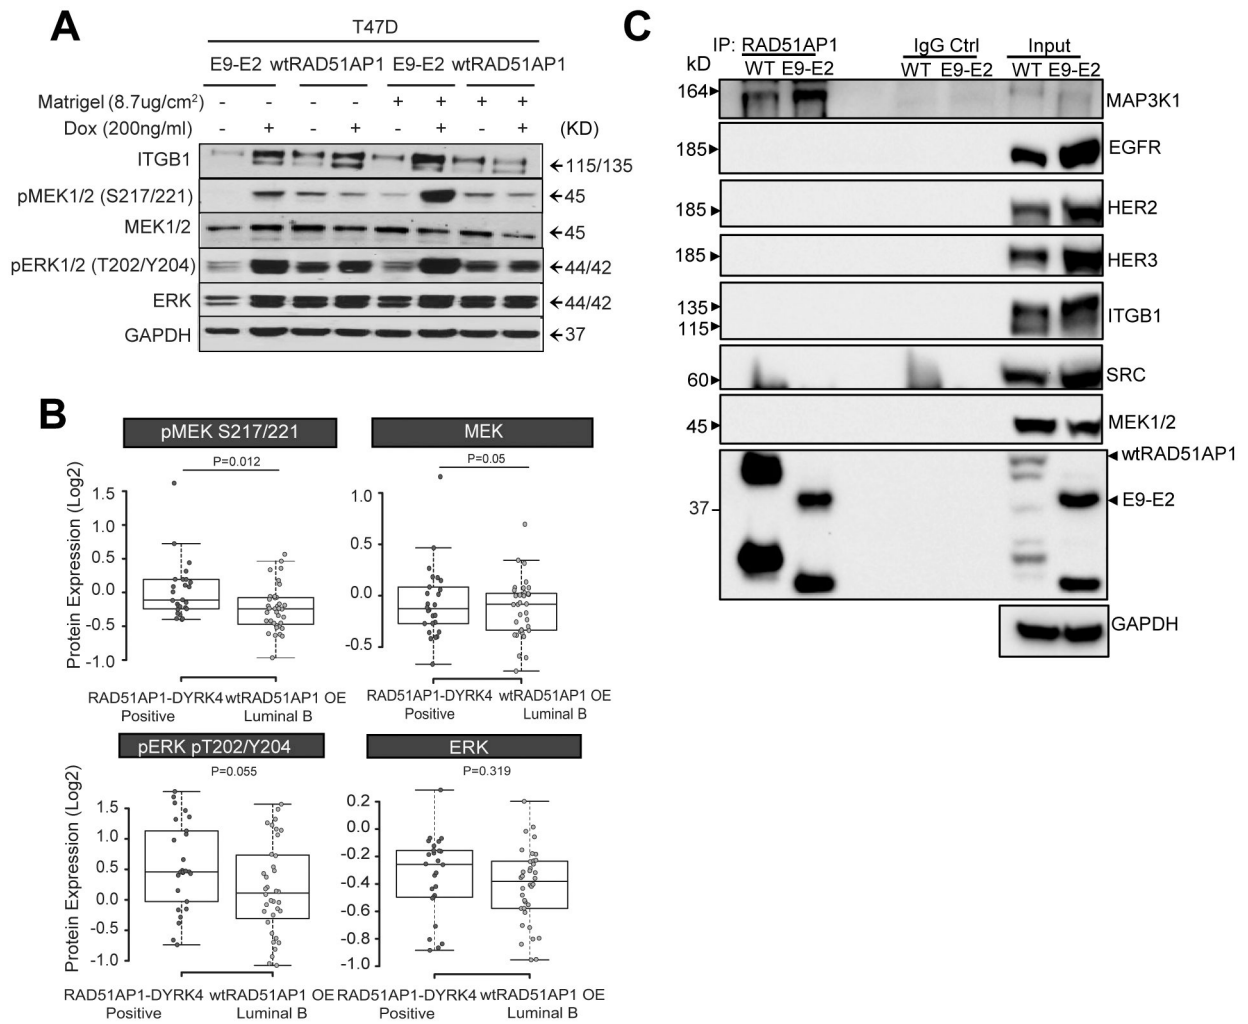 A
T47D
E9-E2 wtRAD51AP1 E9-E2 wtRAD51AP1
Matrigel (8.7ug/cm²) - - - - + + + +
Dox (200ng/ml) - + - + - + - + (KD)
ITGB1 ←115/135
pMEK1/2 (S217/221) ←45
MEK1/2 ←45
pERK1/2 (T202/Y204) ←44/42
ERK ←44/42
GAPDH ←37
B
pMEK S217/221
P=0.012
Protein Expression (Log2)
1.5
1.0
0.5
0.0
-0.5
-1.0
RAD51AP1-DYRK4 wtRAD51AP1 OE
Positive Luminal B
MEK
P=0.05
1.0
0.5
0.0
-0.5
RAD51AP1-DYRK4 wtRAD51AP1 OE
Positive Luminal B
pERK pT202/Y204
P=0.055
Protein Expression (Log2)
1.5
1.0
0.5
0.0
-0.5
-1.0
RAD51AP1-DYRK4 wtRAD51AP1 OE
Positive Luminal B
ERK
P=0.319
0.2
0.0
-0.2
-0.4
-0.6
-0.8
-1.0
RAD51AP1-DYRK4 wtRAD51AP1 OE
Positive Luminal B
C
IP: RAD51AP1 IgG Ctrl Input
kD WT E9-E2 WT E9-E2 WT E9-E2
164 MAP3K1
185 EGFR
185 HER2
185 HER3
135 ITGB1
115
60 SRC
45 MEK1/2
wtRAD51AP1
37 E9-E2
GAPDH